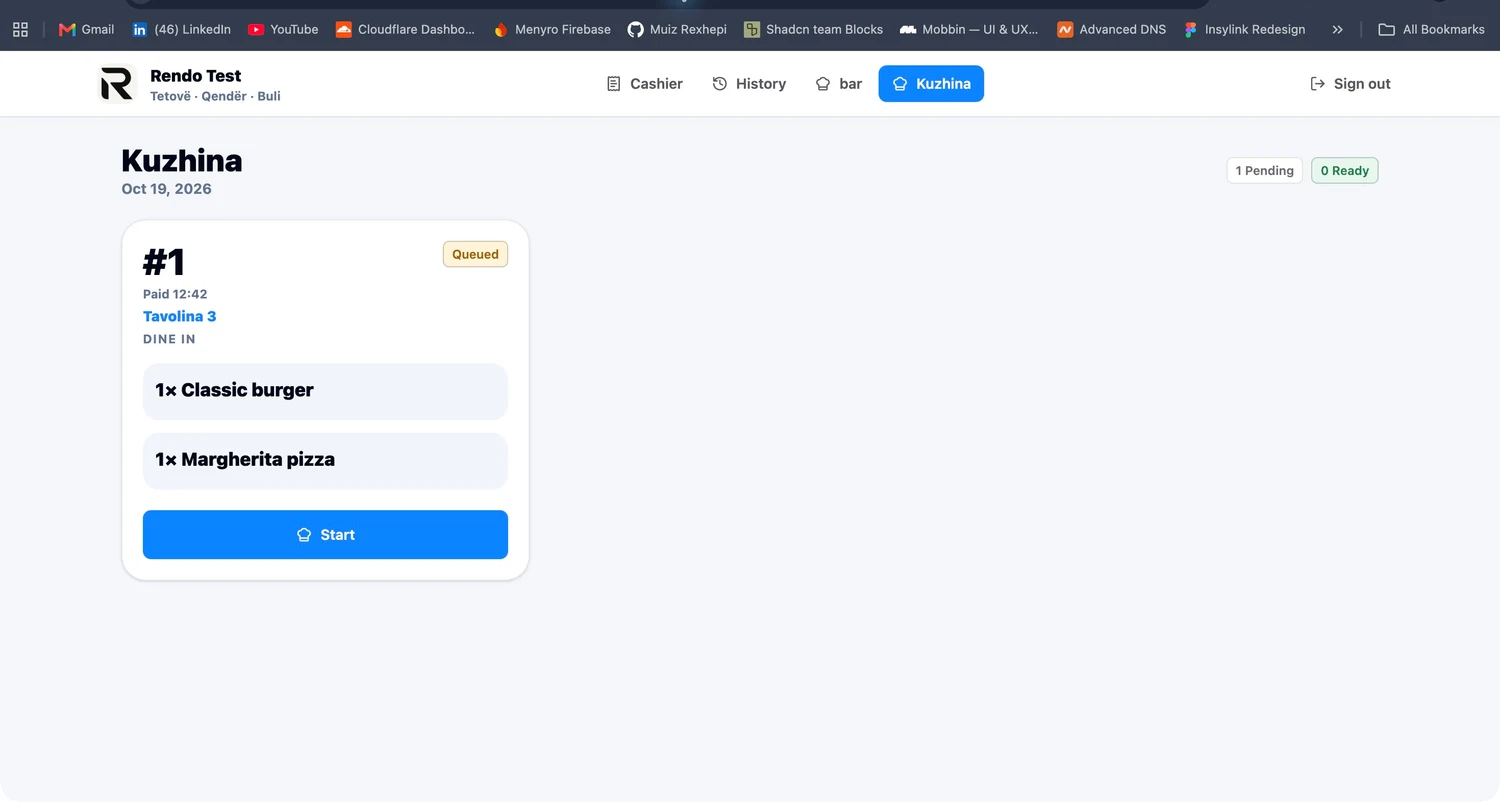 Gmail
(46) LinkedIn
YouTube
Cloudflare Dashbo...
Menyro Firebase
Muiz Rexhepi
Shadcn team Blocks
Mobbin — UI & UX...
Advanced DNS
Insylink Redesign
All Bookmarks
Rendo Test
Tetovë · Qendër · Buli
Cashier
History
bar
Kuzhina
Sign out
Kuzhina
Oct 19, 2026
1 Pending
0 Ready
#1
Queued
Paid 12:42
Tavolina 3
DINE IN
1× Classic burger
1× Margherita pizza
Start